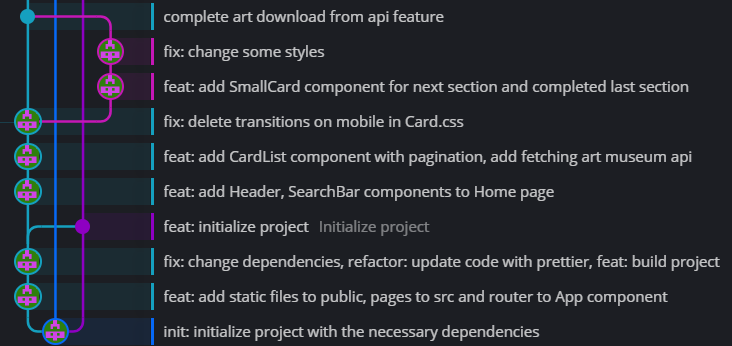 complete art download from api feature
fix: change some styles
feat: add SmallCard component for next section and completed last section
fix: delete transitions on mobile in Card.css
feat: add CardList component with pagination, add fetching art museum api
feat: add Header, SearchBar components to Home page
feat: initialize project Initialize project
fix: change dependencies, refactor: update code with prettier, feat: build project
feat: add static files to public, pages to src and router to App component
init: initialize project with the necessary dependencies